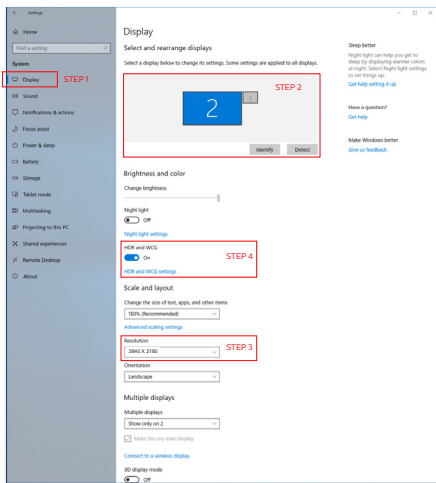 Settings
Home
Find a setting
System
Display
STEP 1
Sound
Notifications & actions
Focus assist
Power & sleep
Battery
Storage
Tablet mode
Multitasking
Projecting to this PC
Shared experiences
Remote Desktop
About
Display
Select and rearrange displays
Select a display below to change its settings. Some settings are applied to all displays.
STEP 2
2
1
Identify
Detect
Brightness and color
Change brightness
Night light
Off
Night light settings
HDR and WCG
On
STEP 4
HDR and WCG settings
Scale and layout
Change the size of text, apps, and other items
150% (Recommended)
Advanced scaling settings
Resolution
3840 X 2160
STEP 3
Orientation
Landscape
Multiple displays
Multiple displays
Show only on 2
Make this my main display
Connect to a wireless display
3D display mode
Off
Sleep better
Night light can help you get to
sleep by displaying warmer colors
at night. Select Night light settings
to set things up.
Get help setting it up
Have a question?
Get help
Make Windows better
Give us feedback